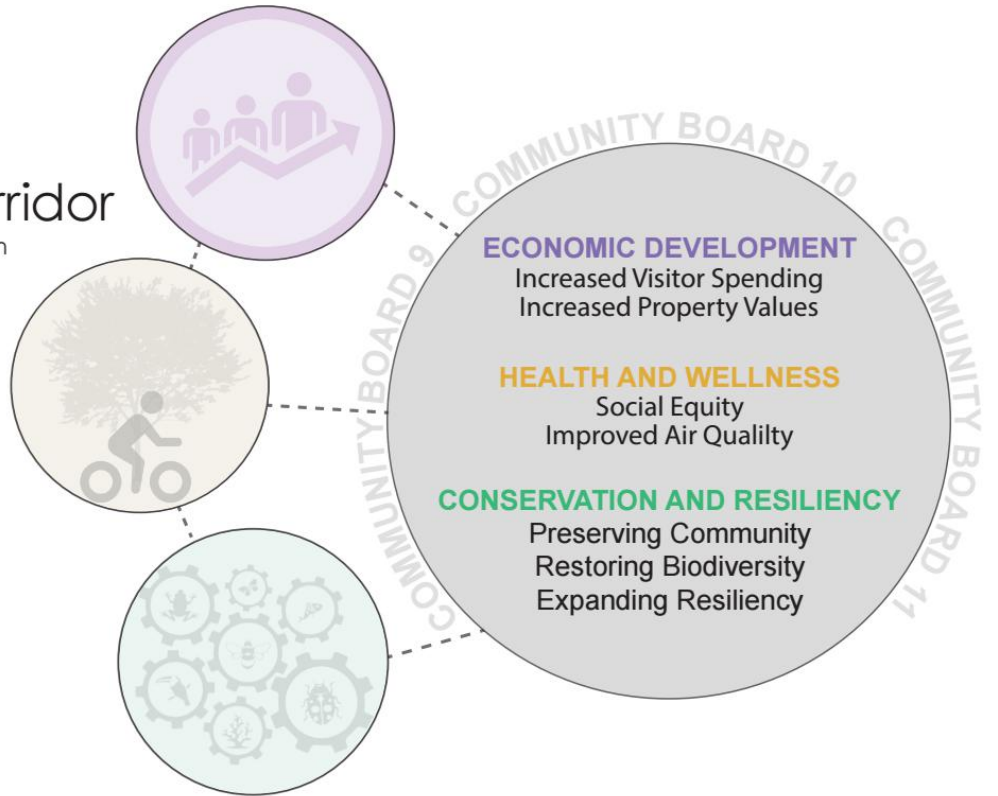 rridor
n
COMMUNITY BOARD 9
COMMUNITY BOARD 10
COMMUNITY BOARD 11
ECONOMIC DEVELOPMENT
Increased Visitor Spending
Increased Property Values
HEALTH AND WELLNESS
Social Equity
Improved Air Qualilty
CONSERVATION AND RESILIENCY
Preserving Community
Restoring Biodiversity
Expanding Resiliency